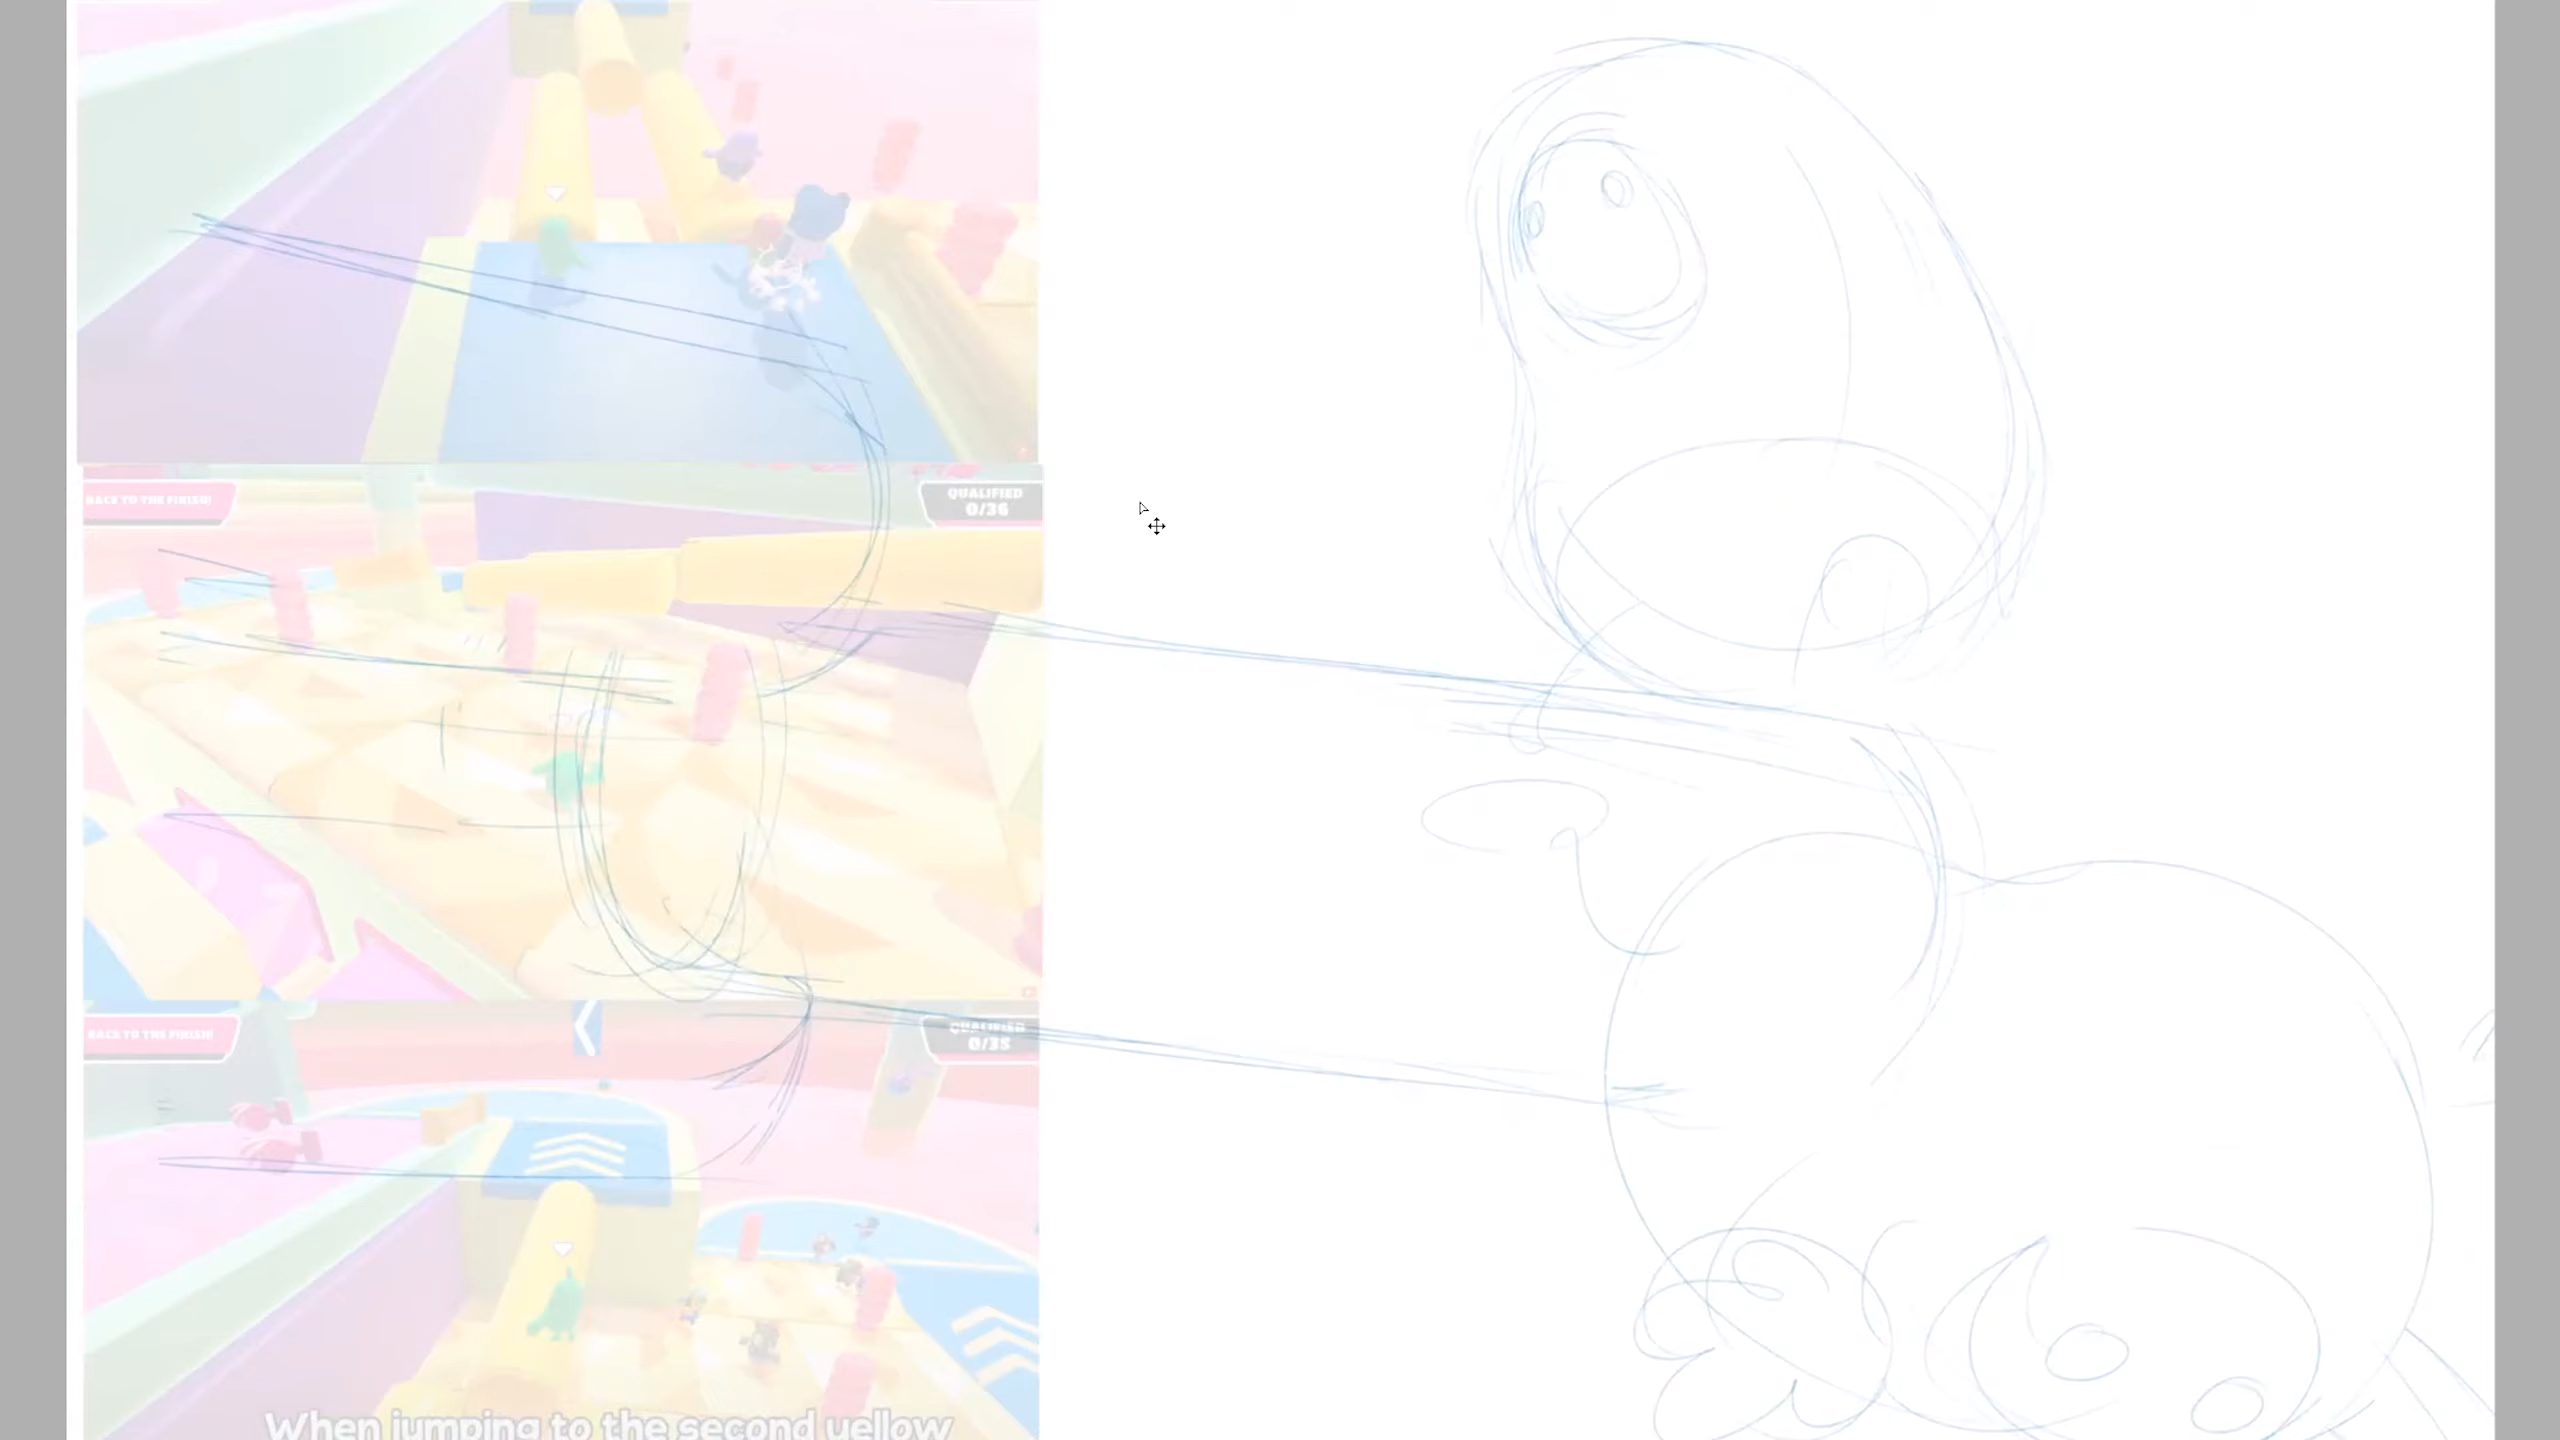 RACE TO THE FINISH!
QUALIFIED
0/36
RACE TO THE FINISH!
QUALIFIED
0/35
When jumping to the second yellow